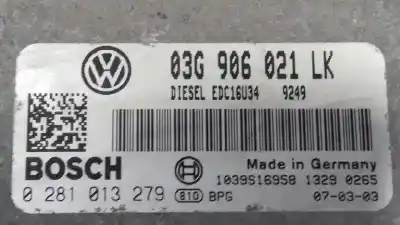 03G 906 021 LK
DIESEL EDC16U34 9249
BOSCH
Made in Germany
1039S16958 1329 0265
0 281 013 279 810 BPG 07-03-03